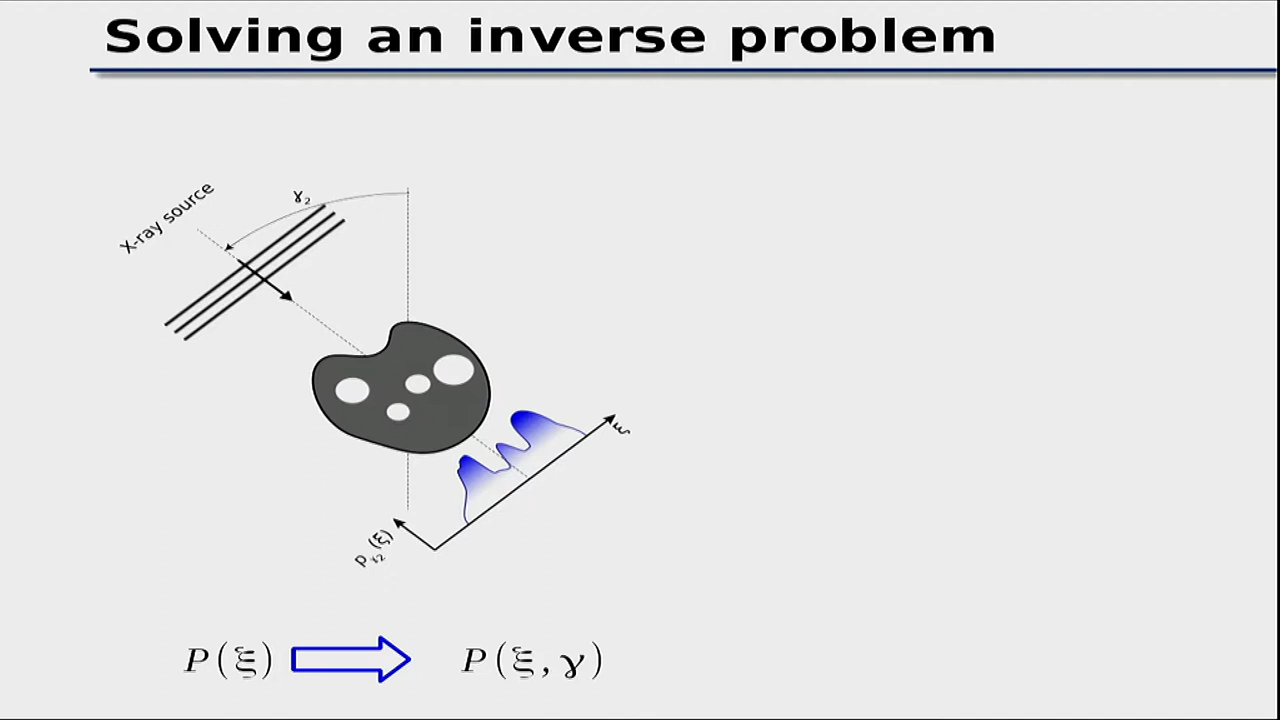 Solving an inverse problem
X-ray source
γ₂
ξ
p_γ₂(ξ)
P(ξ)
P(ξ,γ)